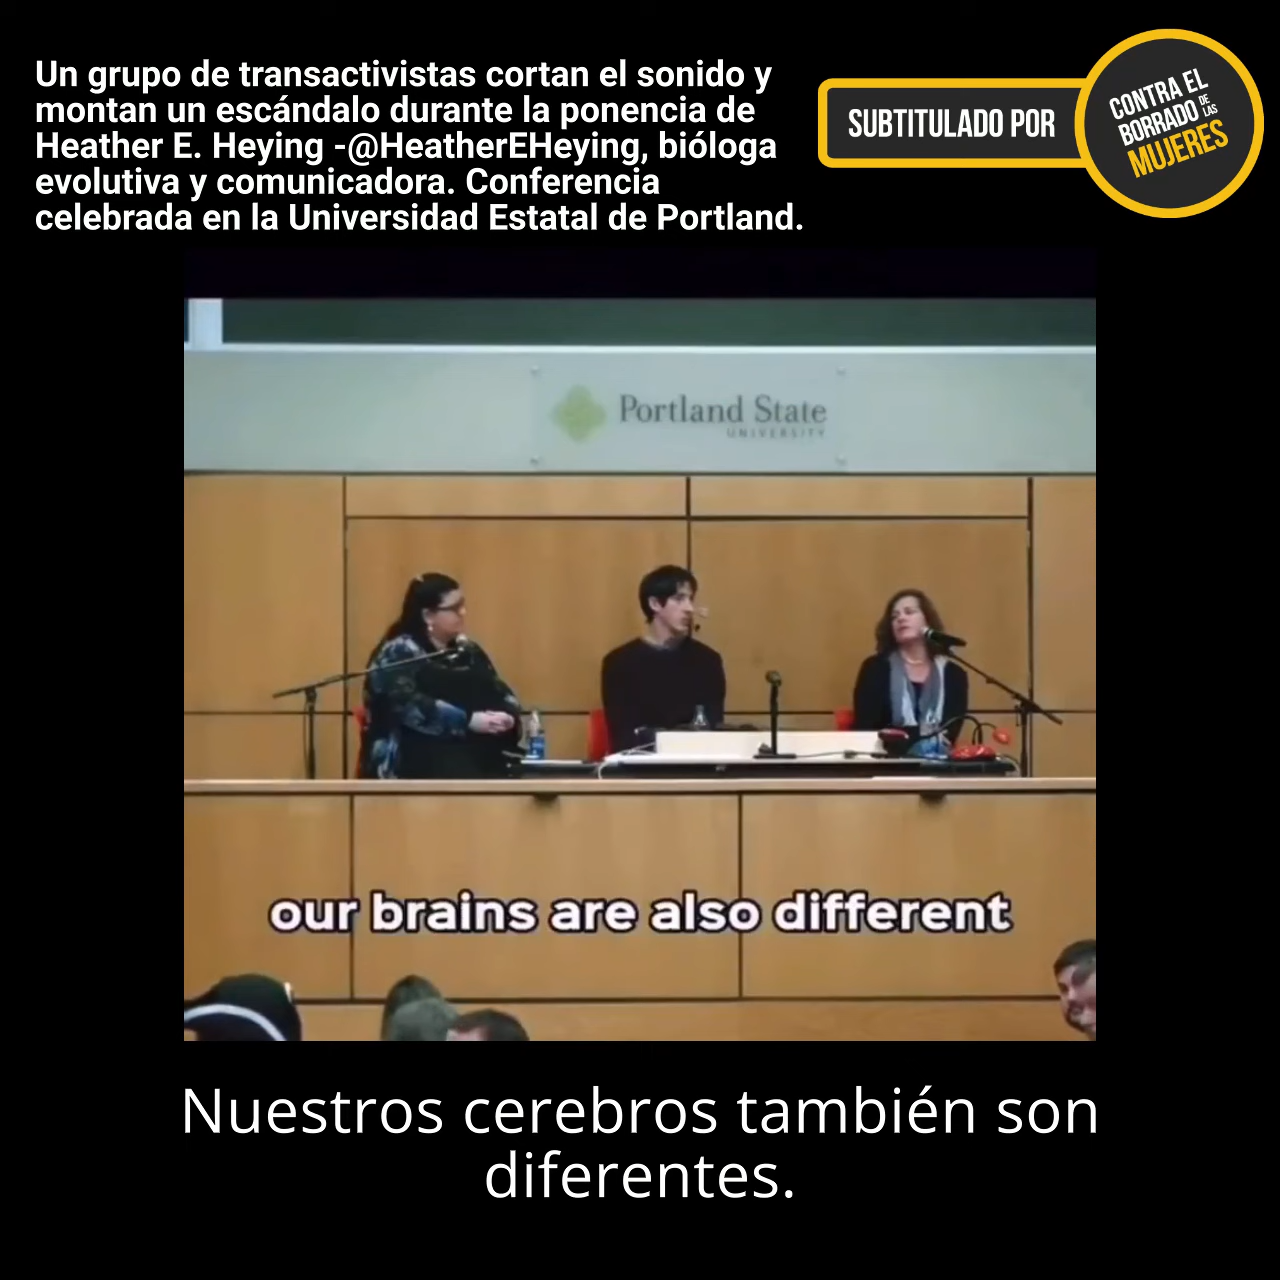 Un grupo de transactivistas cortan el sonido y
montan un escándalo durante la ponencia de
Heather E. Heying -@HeatherEHeying, bióloga
evolutiva y comunicadora. Conferencia
celebrada en la Universidad Estatal de Portland.
SUBTITULADO POR
CONTRA EL
BORRADO DE LAS
MUJERES
Portland State
UNIVERSITY
our brains are also different
Nuestros cerebros también son
diferentes.